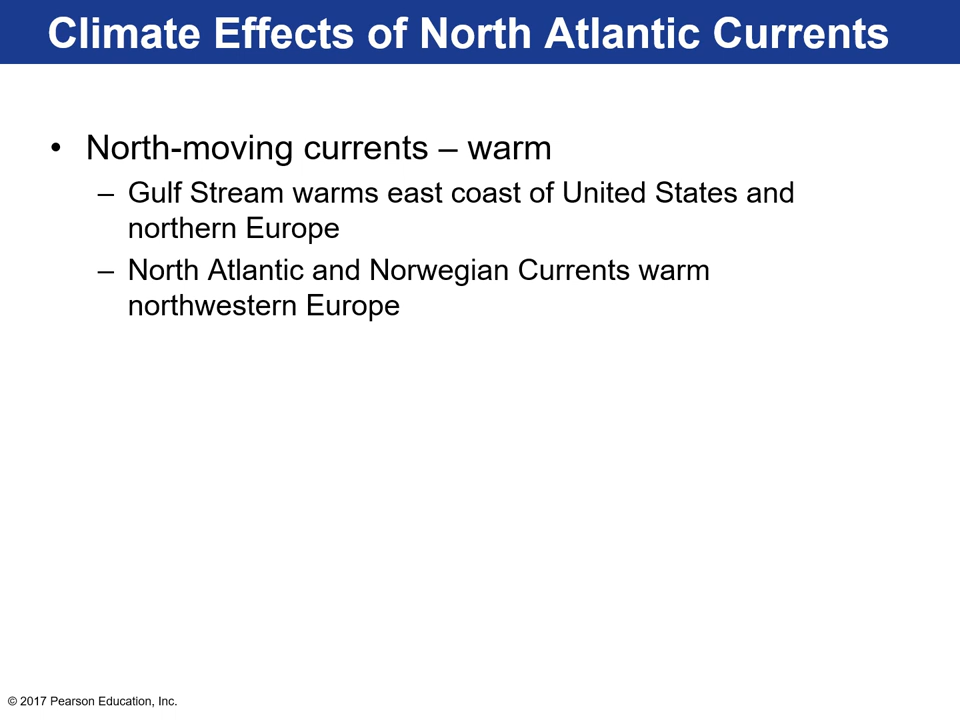 Climate Effects of North Atlantic Currents
• North-moving currents – warm
– Gulf Stream warms east coast of United States and
northern Europe
– North Atlantic and Norwegian Currents warm
northwestern Europe
© 2017 Pearson Education, Inc.